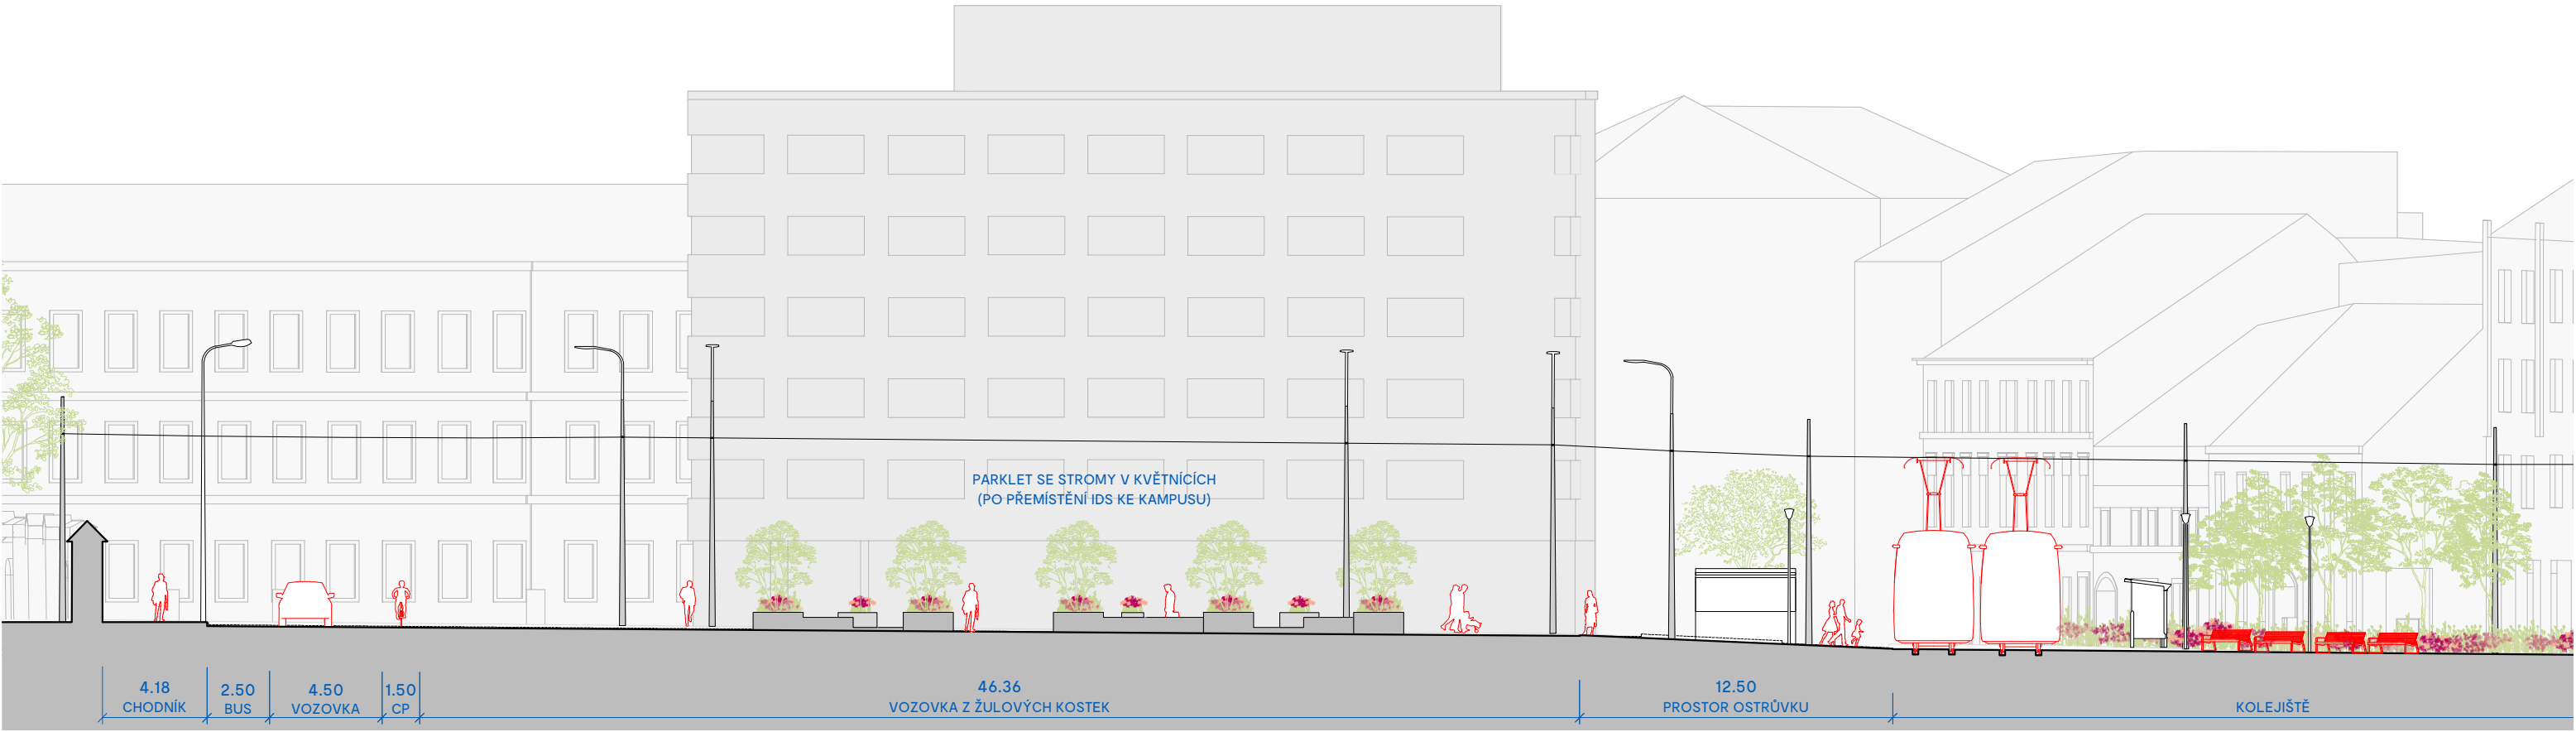 PARKLET SE STROMY V KVĚTNÍCÍCH
(PO PŘEMÍSTĚNÍ IDS KE KAMPUSU)
4.18
CHODNÍK
2.50
BUS
4.50
VOZOVKA
1.50
CP
46.36
VOZOVKA Z ŽULOVÝCH KOSTEK
12.50
PROSTOR OSTRŮVKU
KOLEJIŠTĚ